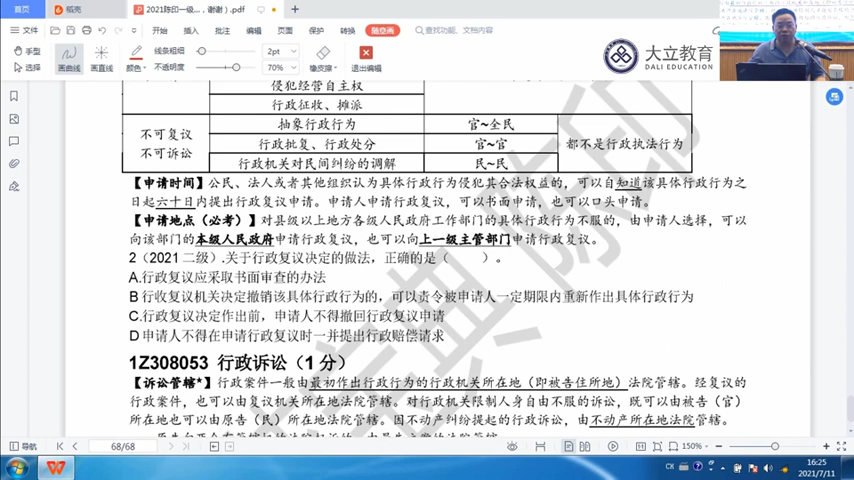 首页
稻壳
2021陈印一级...，谢谢）.pdf
文件
开始
插入
编辑
页面
保护
转换
随您画
查找功能、文档内容
手型
选择
画曲线
画直线
颜色
线条粗细
2pt
不透明度
70%
橡皮擦
退出编辑
大立教育
DALI EDUCATION
侵犯经营自主权
行政征收、摊派
不可复议
不可诉讼
抽象行政行为 官~全民
行政批复、行政处分 官~官 都不是行政执法行为
行政机关对民间纠纷的调解 民~民
【申请时间】公民、法人或者其他组织认为具体行政行为侵犯其合法权益的，可以自知道该具体行政行为之
日起六十日内提出行政复议申请。申请人申请行政复议，可以书面申请，也可以口头申请。
【申请地点（必考）】对县级以上地方各级人民政府工作部门的具体行政行为不服的，由申请人选择，可以
向该部门的本级人民政府申请行政复议，也可以向上一级主管部门申请行政复议。
2（2021 二级）.关于行政复议决定的做法，正确的是（ ）。
A.行政复议应采取书面审查的办法
B 行收复议机关决定撤销该具体行政行为的，可以责令被申请人一定期限内重新作出具体行政行为
C.行政复议决定作出前，申请人不得撤回行政复议申请
D 申请人不得在申请行政复议时一并提出行政赔偿请求
1Z308053 行政诉讼（1 分）
【诉讼管辖*】行政案件一般由最初作出行政行为的行政机关所在地（即被告住所地）法院管辖。经复议的
行政案件，也可以由复议机关所在地法院管辖。对行政机关限制人身自由不服的诉讼，既可以由被告（官）
所在地也可以由原告（民）所在地法院管辖。因不动产纠纷提起的行政诉讼，由不动产所在地法院管辖。
导航
68/68
150%
CH
16:25
2021/7/11